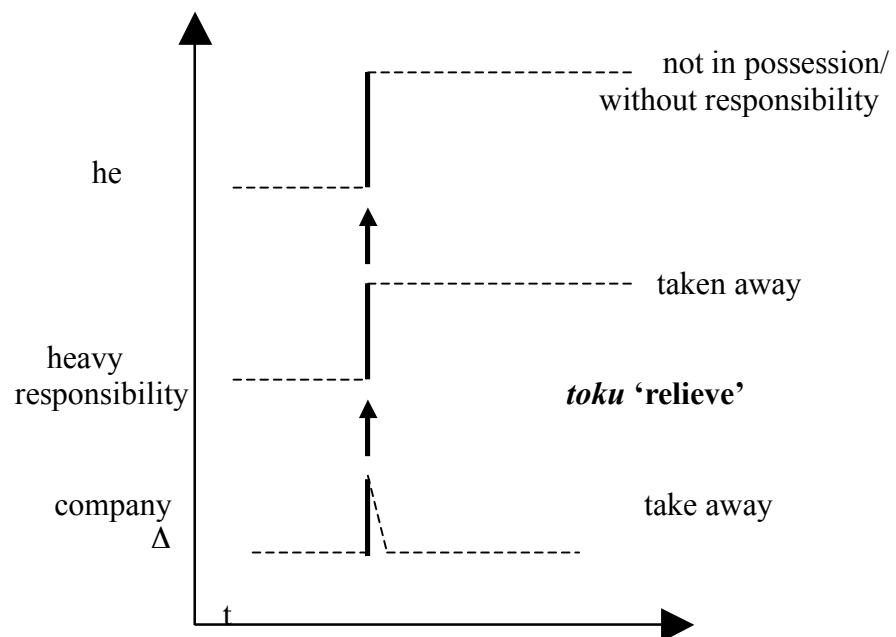 not in possession/
without responsibility
he
taken away
heavy
responsibility
toku ‘relieve’
company
Δ
take away
t